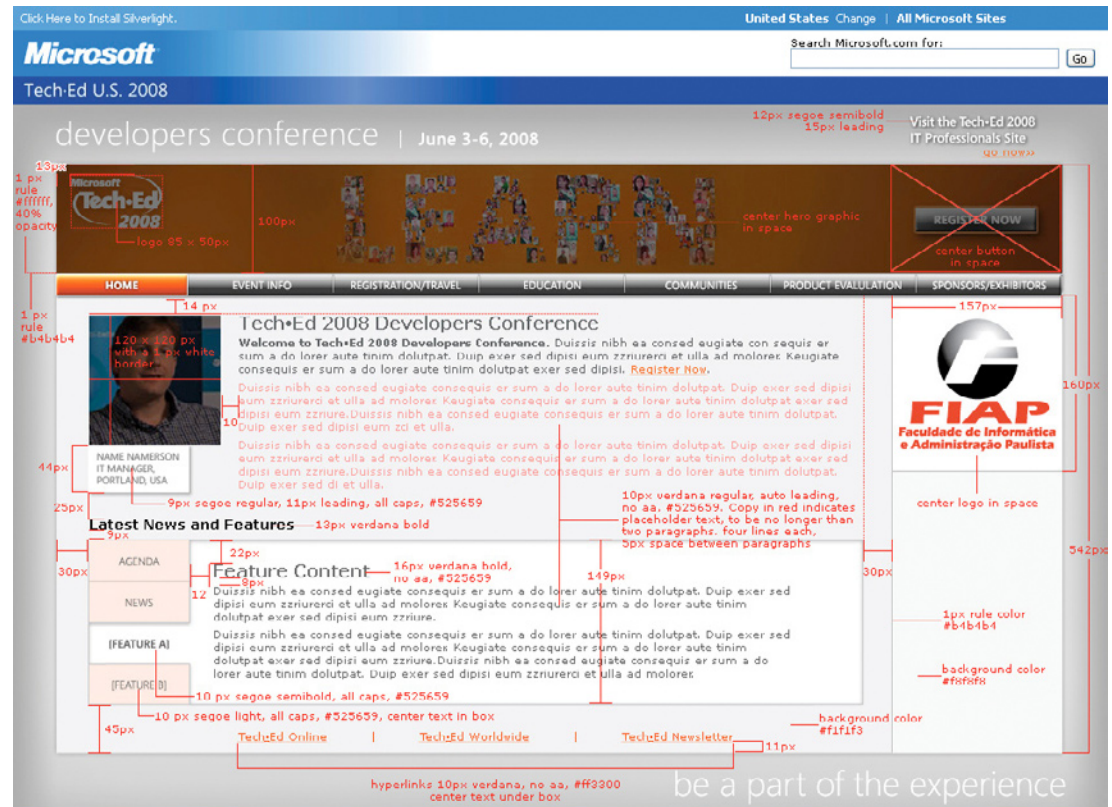 Click Here to Install Silverlight.
United States Change | All Microsoft Sites
Microsoft
Search Microsoft.com for:
Go
Tech·Ed U.S. 2008
developers conference | June 3-6, 2008
12px segoe semibold
15px leading
Visit the Tech•Ed 2008
IT Professionals Site
go now»
13px
1 px
rule
#ffffff,
40%
opacity
Microsoft
Tech•Ed
2008
logo 85 x 50px
100px
LEARN
center hero graphic
in space
REGISTER NOW
center button
in space
HOME
EVENT INFO
REGISTRATION/TRAVEL
EDUCATION
COMMUNITIES
PRODUCT EVALULATION
SPONSORS/EXHIBITORS
1 px
rule
#b4b4b4
14 px
157px
120 x 120 px
with a 1 px white
border
Tech•Ed 2008 Developers Conference
Welcome to Tech•Ed 2008 Developers Conference. Duissis nibh ea consed eugiate con sequis er
sum a do lorer aute tinim dolutpat. Duip exer sed dipisi eum zzriurerci et ulla ad molorex Keugiate
consequis er sum a do lorer aute tinim dolutpat exer sed dipisi. Register Now.
Duissis nibh ea consed eugiate consequis er sum a do lorer aute tinim dolutpat. Duip exer sed dipisi
eum zzriurerci et ulla ad molorex Keugiate consequis er sum a do lorer aute tinim dolutpat exer sed
dipisi eum zzriure.Duissis nibh ea consed eugiate consequis er sum a do lorer aute tinim dolutpat.
Duip exer sed dipisi eum zci et ulla.
10
Duissis nibh ea consed eugiate consequis er sum a do lorer aute tinim dolutpat. Duip exer sed dipisi
eum zzriurerci et ulla ad molorex Keugiate consequis er sum a do lorer aute tinim dolutpat exer sed
dipisi eum zzriure.Duissis nibh ea consed eugiate consequis er sum a do lorer aute tinim dolutpat.
Duip exer sed di et ulla.
160px
FIAP
Faculdade de Informática
e Administração Paulista
44px
NAME NAMERSON
IT MANAGER,
PORTLAND, USA
9px segoe regular, 11px leading, all caps, #525659
10px verdana regular, auto leading,
no aa. #525659. Copy in red indicates
placeholder text, to be no longer than
two paragraphs. four lines each,
5px space between paragraphs
center logo in space
25px
Latest News and Features
13px verdana bold
9px
542px
30px
AGENDA
22px
Feature Content
16px verdana bold,
no aa, #525659
149px
30px
8px
12
NEWS
Duissis nibh ea consed eugiate consequis er sum a do lorer aute tinim dolutpat. Duip exer sed
dipisi eum zzriurerci et ulla ad molorex Keugiate consequis er sum a do lorer aute tinim
dolutpat exer sed dipisi eum zzriure.
1px rule color
#b4b4b4
[FEATURE A]
Duissis nibh ea consed eugiate consequis er sum a do lorer aute tinim dolutpat. Duip exer sed
dipisi eum zzriurerci et ulla ad molorex Keugiate consequis er sum a do lorer aute tinim
dolutpat exer sed dipisi eum zzriure.Duissis nibh ea consed eugiate consequis er sum a do
lorer aute tinim dolutpat. Duip exer sed dipisi eum zzriurerci et ulla ad molorex.
background color
#f8f8f8
[FEATURE B]
10 px segoe semibold, all caps, #525659
10 px segoe light, all caps, #525659, center text in box
45px
background color
#f1f1f3
Tech•Ed Online | Tech•Ed Worldwide | Tech•Ed Newsletter
11px
hyperlinks 10px verdana, no aa, #ff3300
center text under box
be a part of the experience